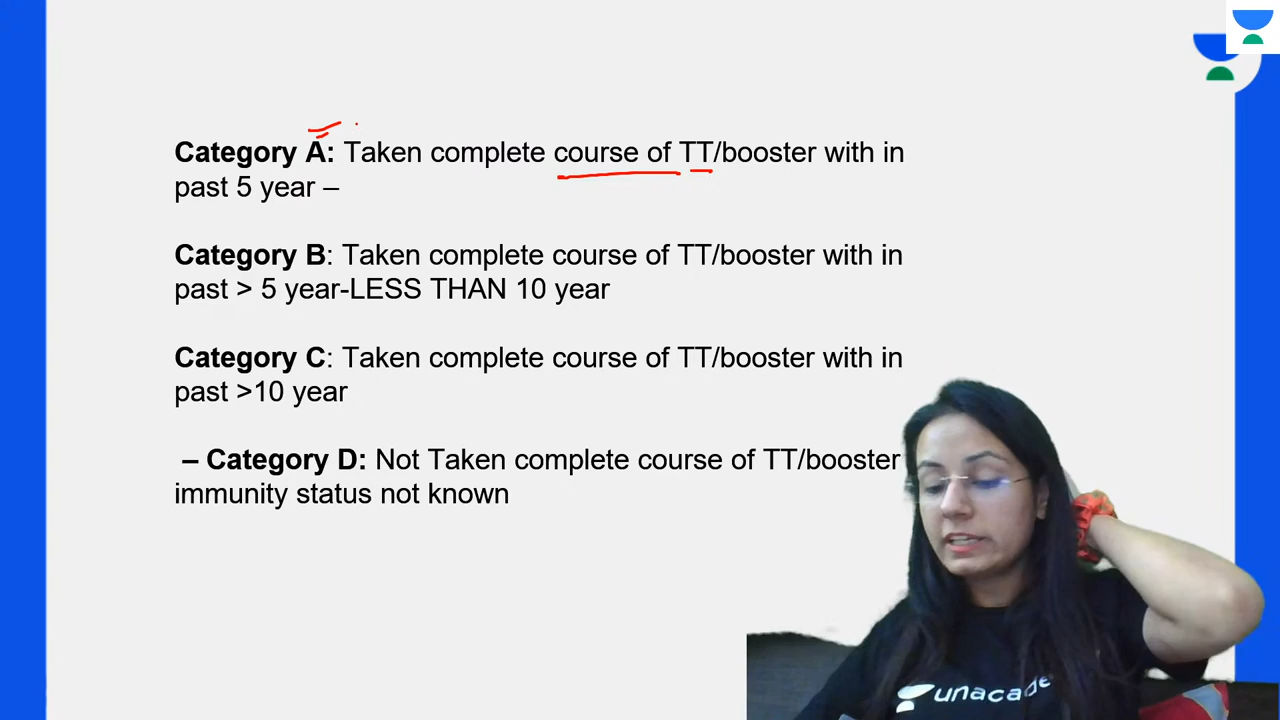 Category A: Taken complete course of TT/booster with in
past 5 year –
Category B: Taken complete course of TT/booster with in
past > 5 year-LESS THAN 10 year
Category C: Taken complete course of TT/booster with in
past >10 year
– Category D: Not Taken complete course of TT/booster
immunity status not known
unacade